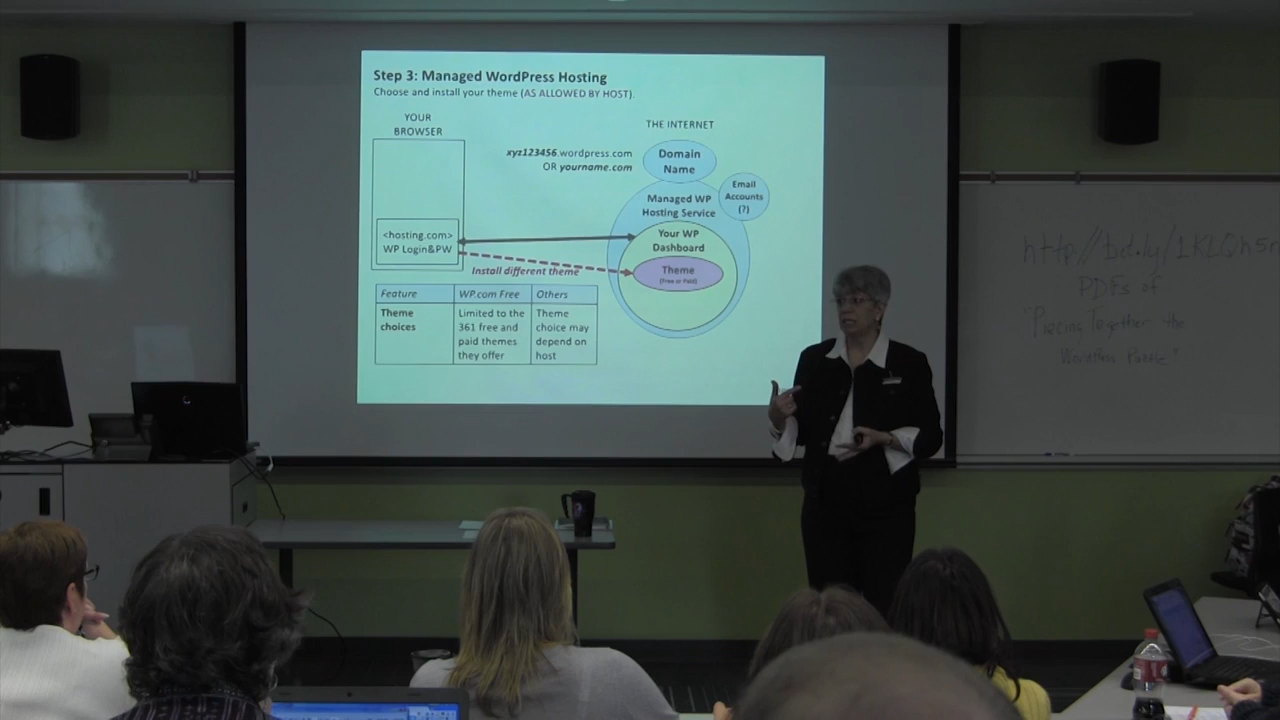 Step 3: Managed WordPress Hosting
Choose and install your theme (AS ALLOWED BY HOST).
YOUR
BROWSER
THE INTERNET
xyz123456.wordpress.com
OR yourname.com
Domain
Name
Email
Accounts
(?)
Managed WP
Hosting Service
<hosting.com>
WP Login&PW
Your WP
Dashboard
Install different theme
Theme
(Free or Paid)
Feature WP.com Free Others
Theme
choices
Limited to the
361 free and
paid themes
they offer
Theme
choice may
depend on
host
PDFs of
"Piecing Together the
WordPress Puzzle"